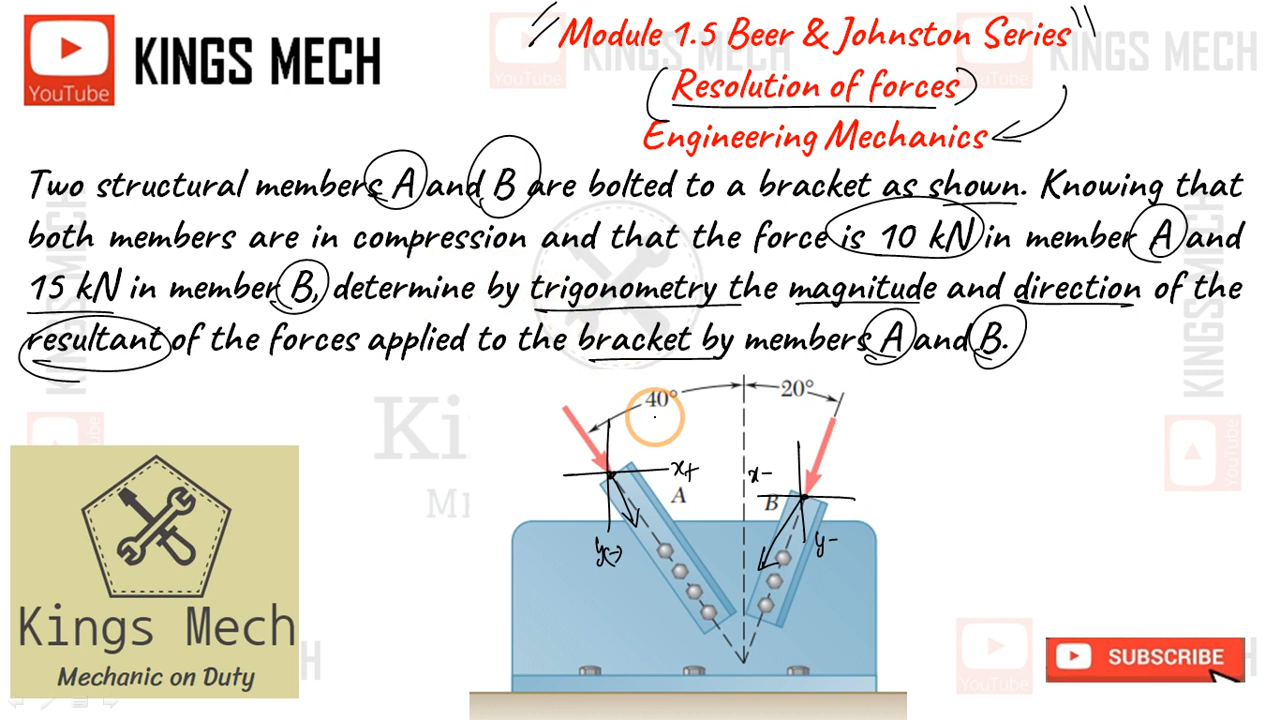 YouTube
KINGS MECH
Module 1.5 Beer & Johnston Series
(Resolution of forces)
Engineering Mechanics
Two structural members A and B are bolted to a bracket as shown. Knowing that
both members are in compression and that the force is 10 kN in member A and
15 kN in member B, determine by trigonometry the magnitude and direction of the
resultant of the forces applied to the bracket by members A and B.
40°
20°
x+
x-
A
B
y(-)
y-
Kings Mech
Mechanic on Duty
YouTube
SUBSCRIBE